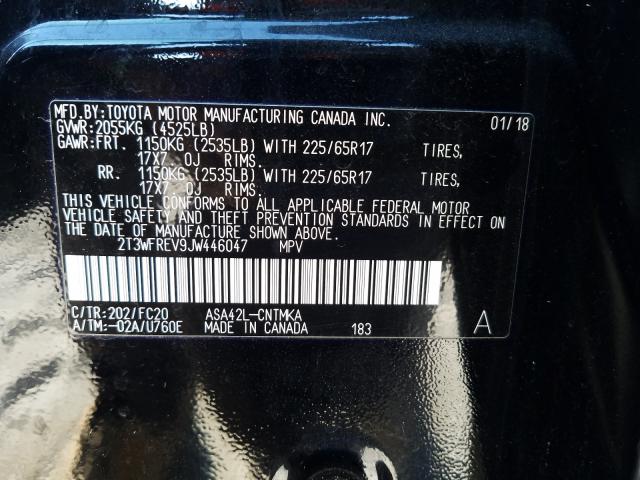 MFD.BY:TOYOTA MOTOR MANUFACTURING CANADA INC. 01/18
GVWR:2055KG (4525LB)
GAWR:FRT. 1150KG (2535LB) WITH 225/65R17 TIRES,
17X7. 0J RIMS.
RR. 1150KG (2535LB) WITH 225/65R17 TIRES,
17X7. 0J RIMS.
THIS VEHICLE CONFORMS TO ALL APPLICABLE FEDERAL MOTOR
VEHICLE SAFETY AND THEFT PREVENTION STANDARDS IN EFFECT ON
THE DATE OF MANUFACTURE SHOWN ABOVE.
2T3WFREV9JW446047 MPV
C/TR:202/FC20 ASA42L-CNTMKA
A/TM:-02A/U760E MADE IN CANADA 183 A